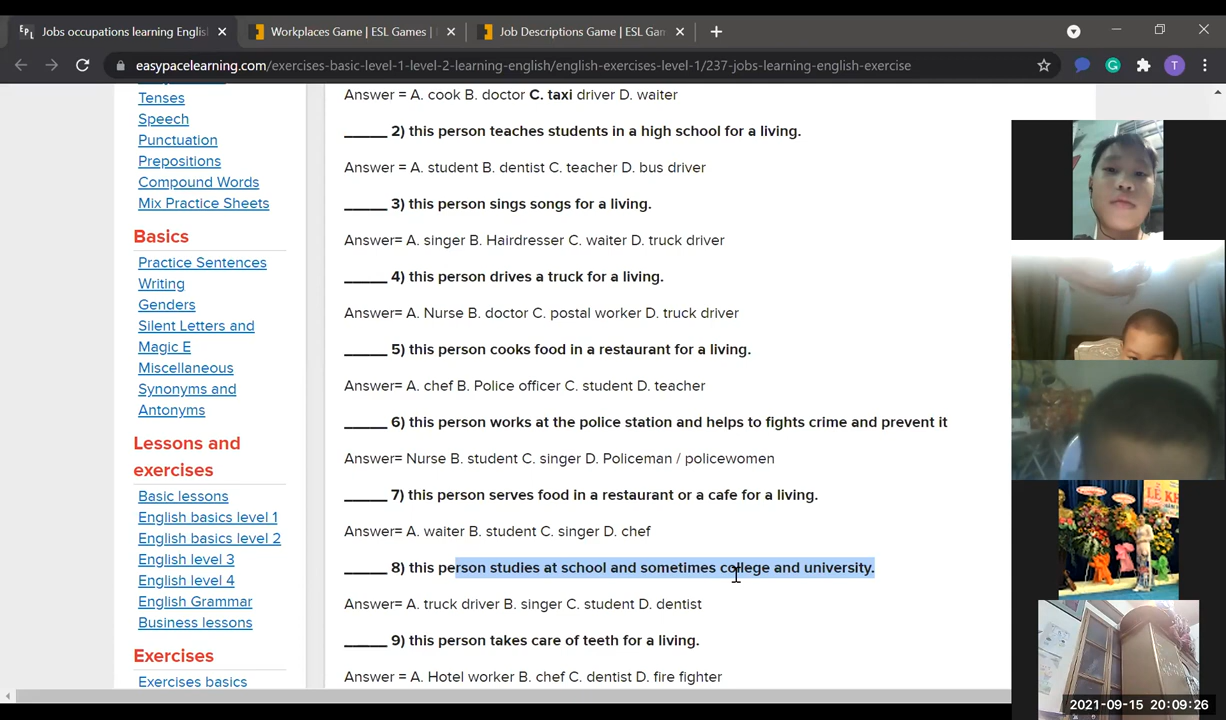 Jobs occupations learning Englis
Workplaces Game | ESL Games |
Job Descriptions Game | ESL Gam
easypacelearning.com/exercises-basic-level-1-level-2-learning-english/english-exercises-level-1/237-jobs-learning-english-exercise
T
Tenses
Speech
Punctuation
Prepositions
Compound Words
Mix Practice Sheets
Basics
Practice Sentences
Writing
Genders
Silent Letters and
Magic E
Miscellaneous
Synonyms and
Antonyms
Lessons and
exercises
Basic lessons
English basics level 1
English basics level 2
English level 3
English level 4
English Grammar
Business lessons
Exercises
Exercises basics
Answer = A. cook B. doctor C. taxi driver D. waiter
_____ 2) this person teaches students in a high school for a living.
Answer = A. student B. dentist C. teacher D. bus driver
_____ 3) this person sings songs for a living.
Answer= A. singer B. Hairdresser C. waiter D. truck driver
_____ 4) this person drives a truck for a living.
Answer= A. Nurse B. doctor C. postal worker D. truck driver
_____ 5) this person cooks food in a restaurant for a living.
Answer= A. chef B. Police officer C. student D. teacher
_____ 6) this person works at the police station and helps to fights crime and prevent it
Answer= Nurse B. student C. singer D. Policeman / policewomen
_____ 7) this person serves food in a restaurant or a cafe for a living.
Answer= A. waiter B. student C. singer D. chef
_____ 8) this person studies at school and sometimes college and university.
Answer= A. truck driver B. singer C. student D. dentist
_____ 9) this person takes care of teeth for a living.
Answer = A. Hotel worker B. chef C. dentist D. fire fighter
LỄ KH
2021-09-15 20:09:26